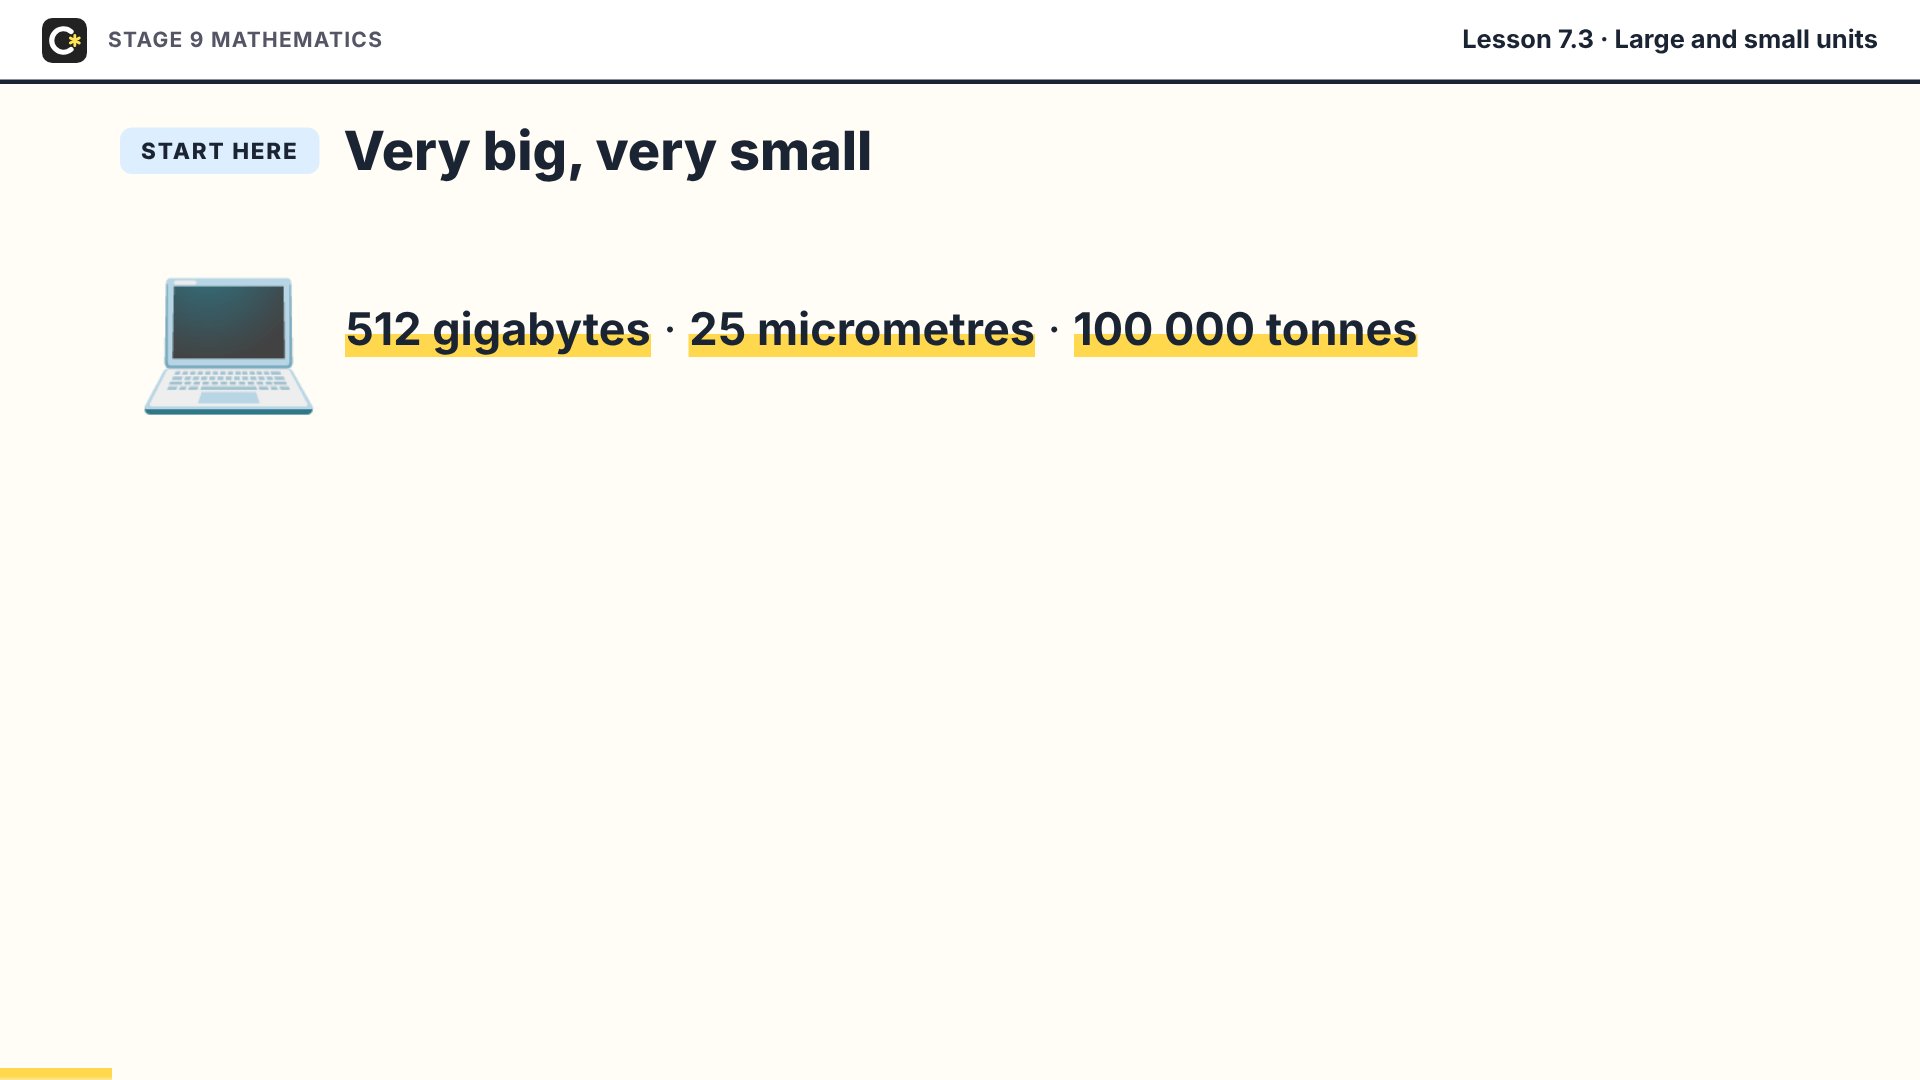 STAGE 9 MATHEMATICS
Lesson 7.3 · Large and small units
START HERE
Very big, very small
512 gigabytes · 25 micrometres · 100 000 tonnes